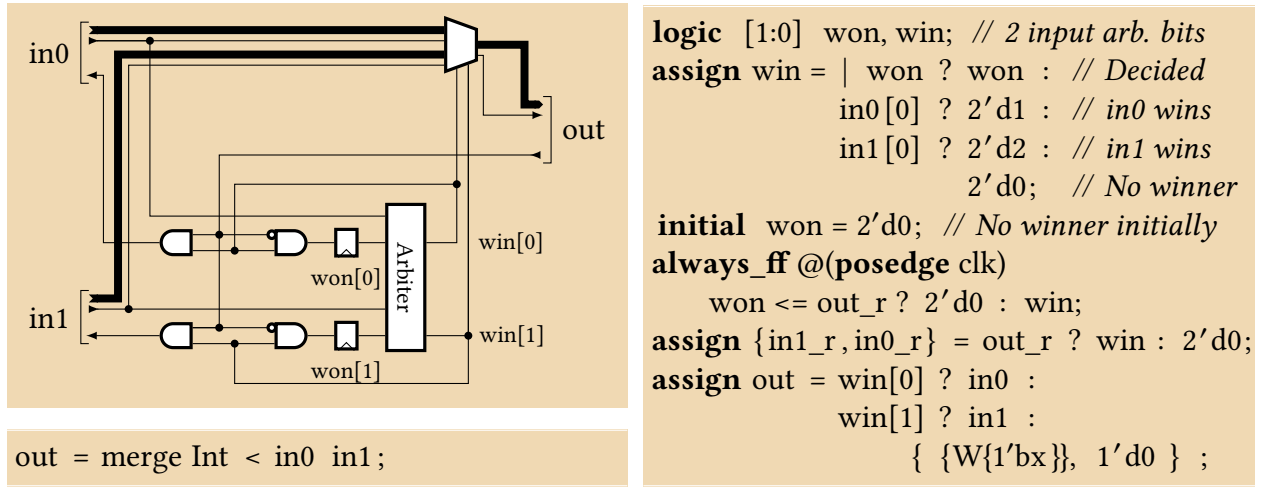 in0
out
win[0]
won[0]
Arbiter
in1
win[1]
won[1]
out = merge Int < in0 in1;
logic [1:0] won, win; // 2 input arb. bits
assign win = | won ? won : // Decided
in0[0] ? 2′d1 : // in0 wins
in1[0] ? 2′d2 : // in1 wins
2′d0; // No winner
initial won = 2′d0; // No winner initially
always_ff @(posedge clk)
won <= out_r ? 2′d0 : win;
assign {in1_r,in0_r} = out_r ? win : 2′d0;
assign out = win[0] ? in0 :
win[1] ? in1 :
{ {W{1′bx}}, 1′d0 } ;